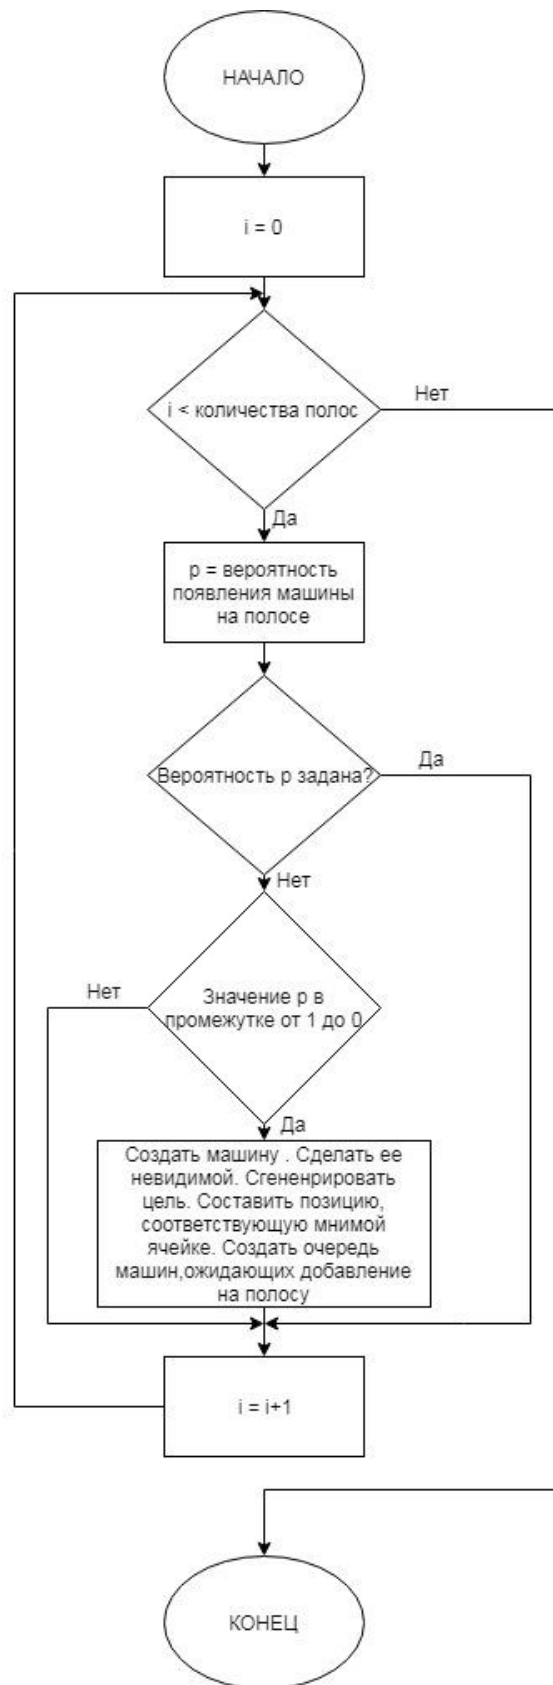 НАЧАЛО
i = 0
i < количества полос
Нет
Да
p = вероятность
появления машины
на полосе
Вероятность p задана?
Да
Нет
Значение p в
промежутке от 1 до 0
Нет
Да
Создать машину . Сделать ее
невидимой. Сгененрировать
цель. Составить позицию,
соответствующую мнимой
ячейке. Создать очередь
машин,ожидающих добавление
на полосу
i = i+1
КОНЕЦ